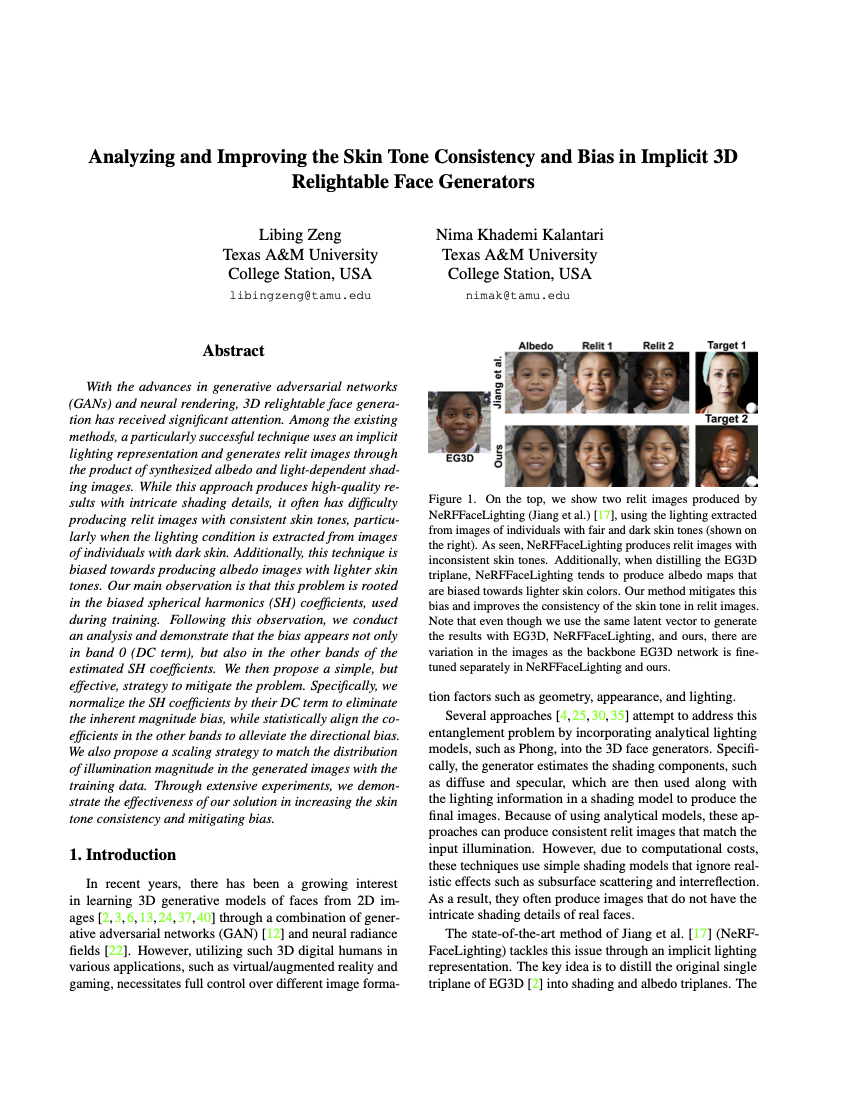 Analyzing and Improving the Skin Tone Consistency and Bias in Implicit 3D
Relightable Face Generators
Libing Zeng
Texas A&M University
College Station, USA
libingzeng@tamu.edu
Nima Khademi Kalantari
Texas A&M University
College Station, USA
nimak@tamu.edu
Abstract
With the advances in generative adversarial networks
(GANs) and neural rendering, 3D relightable face genera-
tion has received significant attention. Among the existing
methods, a particularly successful technique uses an implicit
lighting representation and generates relit images through
the product of synthesized albedo and light-dependent shad-
ing images. While this approach produces high-quality re-
sults with intricate shading details, it often has difficulty
producing relit images with consistent skin tones, particu-
larly when the lighting condition is extracted from images
of individuals with dark skin. Additionally, this technique is
biased towards producing albedo images with lighter skin
tones. Our main observation is that this problem is rooted
in the biased spherical harmonics (SH) coefficients, used
during training. Following this observation, we conduct
an analysis and demonstrate that the bias appears not only
in band 0 (DC term), but also in the other bands of the
estimated SH coefficients. We then propose a simple, but
effective, strategy to mitigate the problem. Specifically, we
normalize the SH coefficients by their DC term to eliminate
the inherent magnitude bias, while statistically align the co-
efficients in the other bands to alleviate the directional bias.
We also propose a scaling strategy to match the distribution
of illumination magnitude in the generated images with the
training data. Through extensive experiments, we demon-
strate the effectiveness of our solution in increasing the skin
tone consistency and mitigating bias.
1. Introduction
In recent years, there has been a growing interest
in learning 3D generative models of faces from 2D im-
ages [2,3,6,13,24,37,40] through a combination of gener-
ative adversarial networks (GAN) [12] and neural radiance
fields [22]. However, utilizing such 3D digital humans in
various applications, such as virtual/augmented reality and
gaming, necessitates full control over different image forma-
Albedo Relit 1 Relit 2 Target 1
Jiang et al.
Target 2
EG3D
Ours
Figure 1. On the top, we show two relit images produced by
NeRFFaceLighting (Jiang et al.) [17], using the lighting extracted
from images of individuals with fair and dark skin tones (shown on
the right). As seen, NeRFFaceLighting produces relit images with
inconsistent skin tones. Additionally, when distilling the EG3D
triplane, NeRFFaceLighting tends to produce albedo maps that
are biased towards lighter skin colors. Our method mitigates this
bias and improves the consistency of the skin tone in relit images.
Note that even though we use the same latent vector to generate
the results with EG3D, NeRFFaceLighting, and ours, there are
variation in the images as the backbone EG3D network is fine-
tuned separately in NeRFFaceLighting and ours.
tion factors such as geometry, appearance, and lighting.
Several approaches [4,25,30,35] attempt to address this
entanglement problem by incorporating analytical lighting
models, such as Phong, into the 3D face generators. Specifi-
cally, the generator estimates the shading components, such
as diffuse and specular, which are then used along with
the lighting information in a shading model to produce the
final images. Because of using analytical models, these ap-
proaches can produce consistent relit images that match the
input illumination. However, due to computational costs,
these techniques use simple shading models that ignore real-
istic effects such as subsurface scattering and interreflection.
As a result, they often produce images that do not have the
intricate shading details of real faces.
The state-of-the-art method of Jiang et al. [17] (NeRF-
FaceLighting) tackles this issue through an implicit lighting
representation. The key idea is to distill the original single
triplane of EG3D [2] into shading and albedo triplanes. The